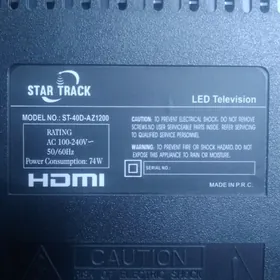 STAR TRACK
LED Television
MODEL NO.: ST-40D-AZ1200
RATING
AC 100-240V~
50/60Hz
Power Consumption: 74W
HDMI
CAUTION: TO PREVENT ELECTRICAL SHOCK, DO NOT REMOVE
SCREWS.NO USER SERVICEABLE PARTS INSIDE. REFER SERVICING
TO QUALIFIED SERVICE PERSONNEL.
WARNING: TO PREVENT FIRE OR SHOCK HAZARD, DO NOT
EXPOSE THIS APPLIANCE TO RAIN OR MOISTURE.
SERIAL NO.:
MADE IN P.R.C.
CAUTION